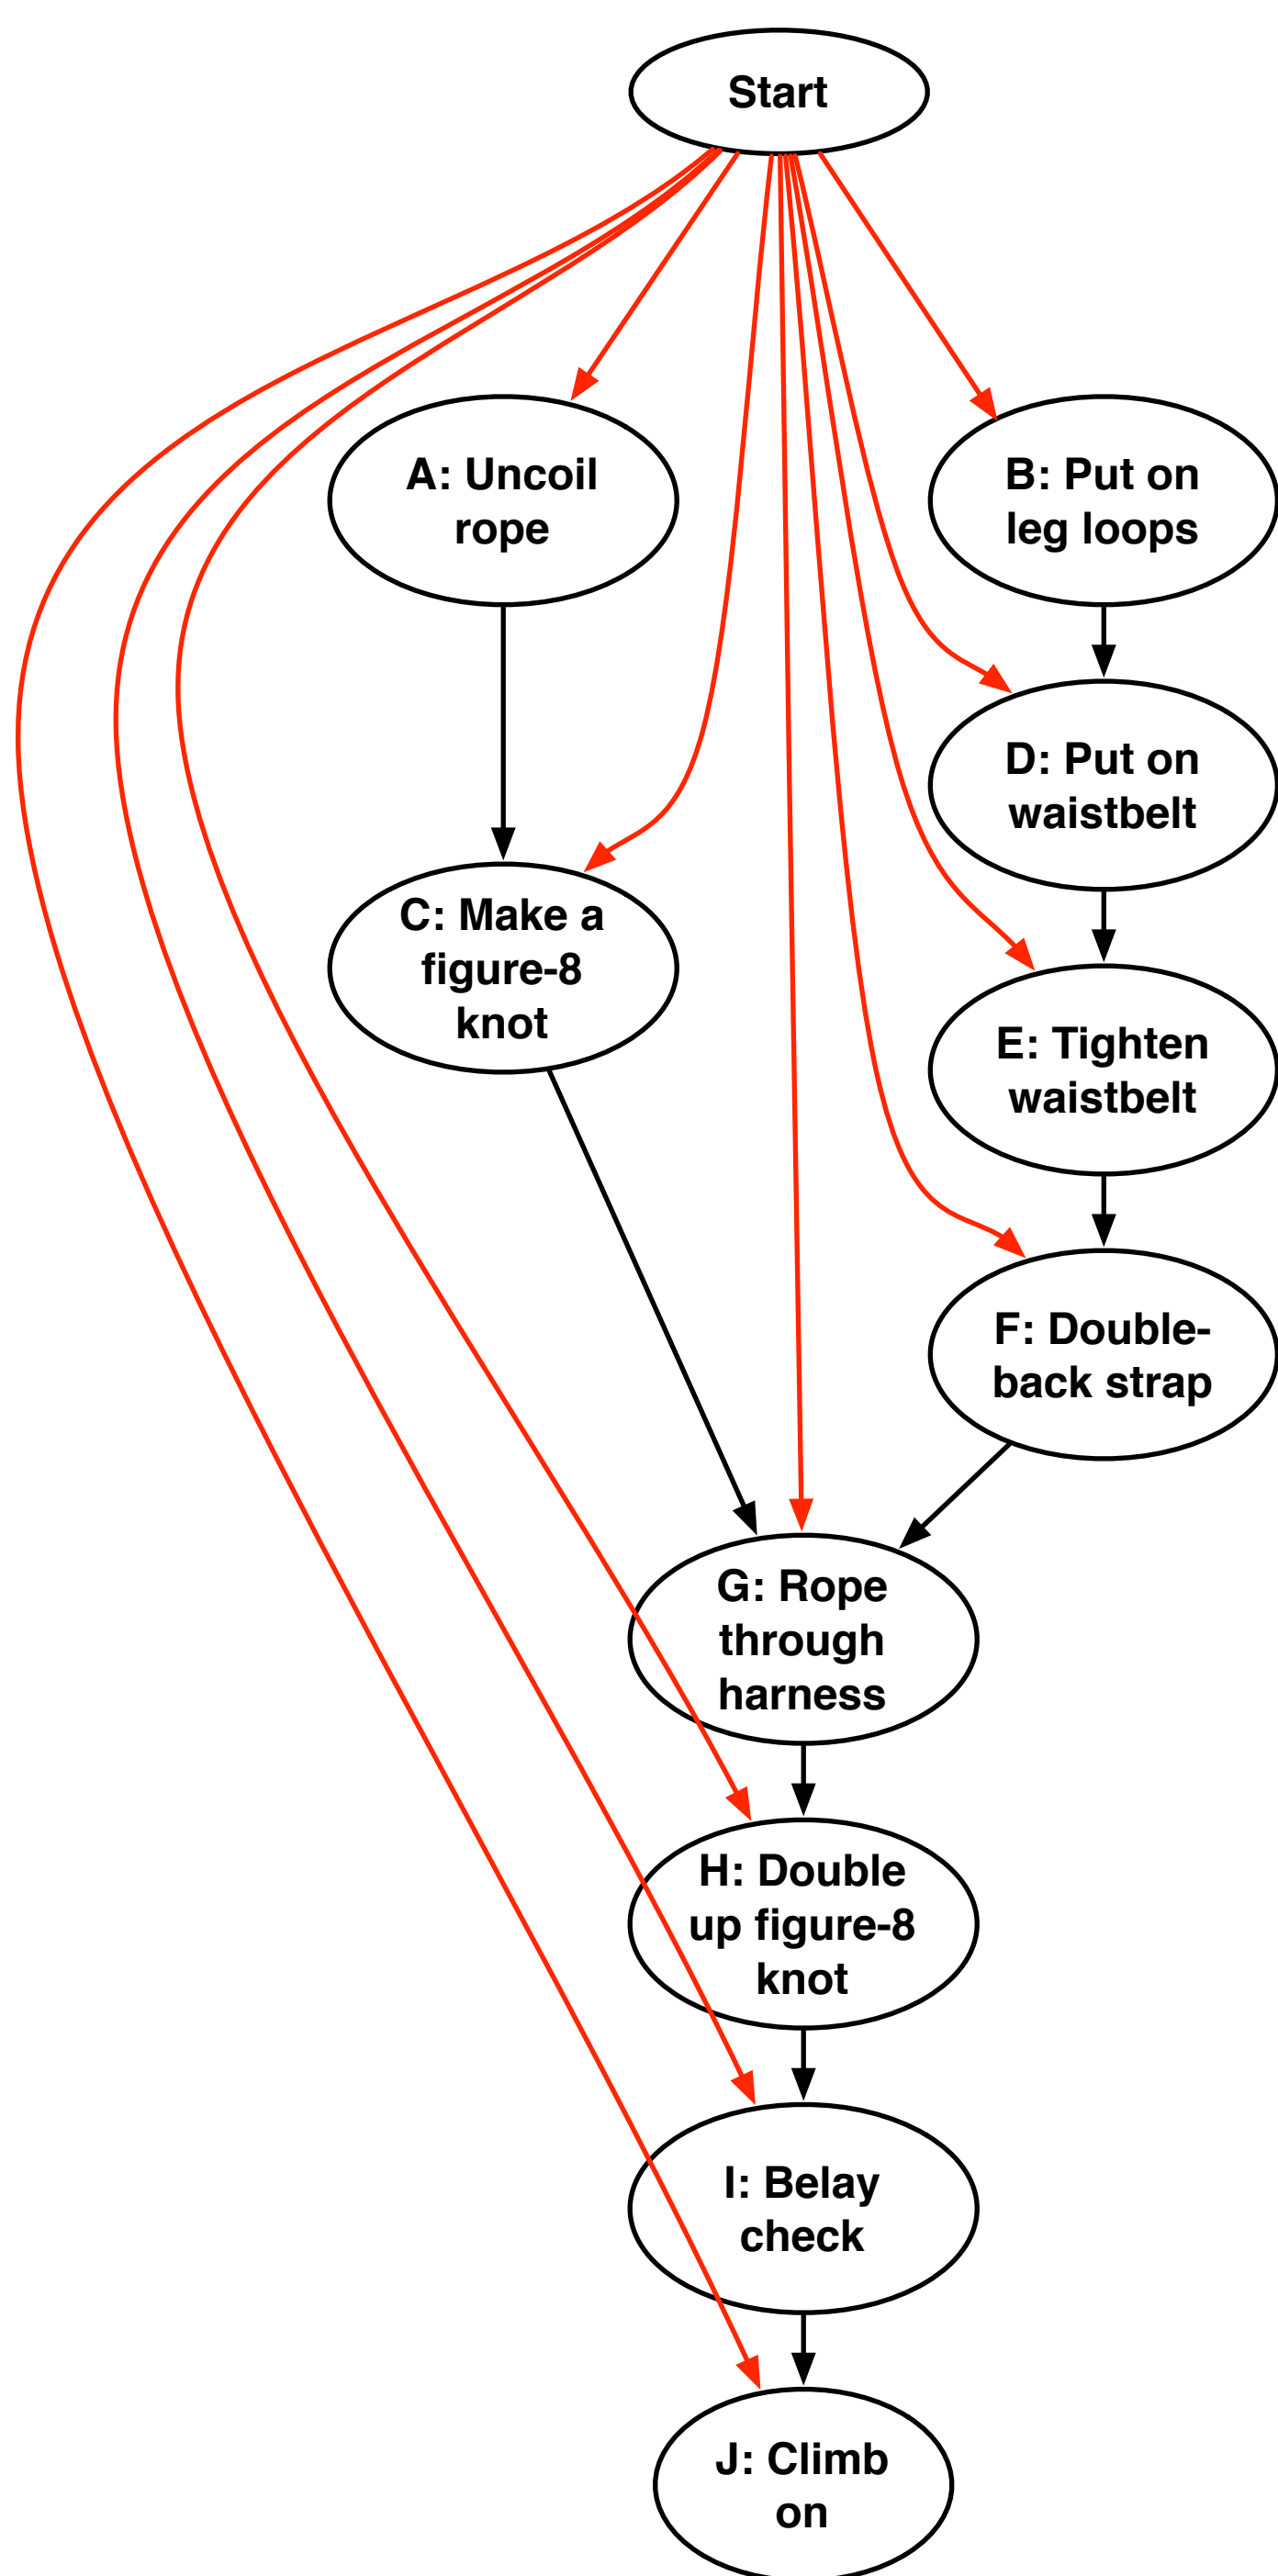 Start
A: Uncoil
rope
B: Put on
leg loops
D: Put on
waistbelt
C: Make a
figure-8
knot
E: Tighten
waistbelt
F: Double-
back strap
G: Rope
through
harness
H: Double
up figure-8
knot
I: Belay
check
J: Climb
on